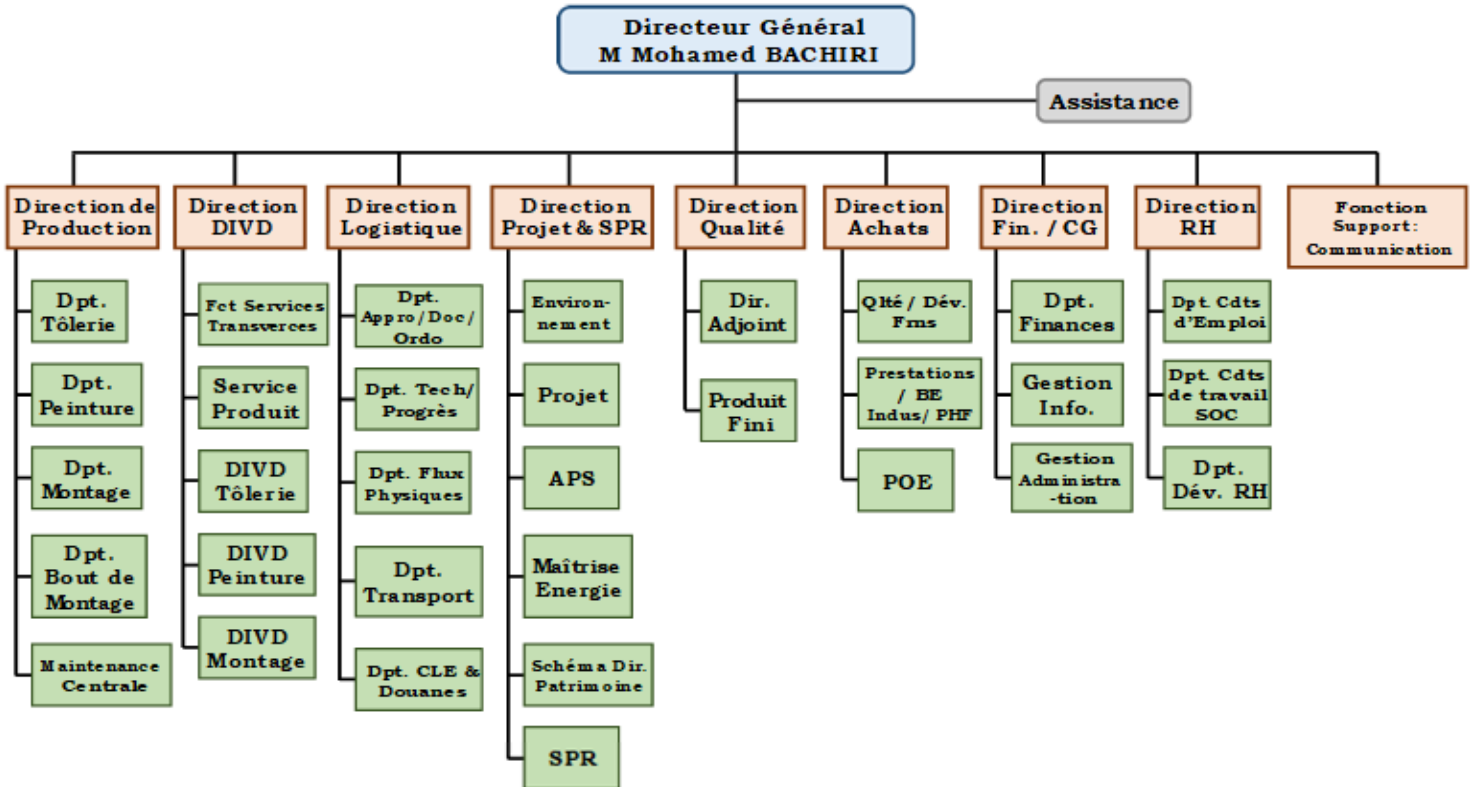 Directeur Général
M Mohamed BACHIRI
Assistance
Direction de
Production
Direction
DIVD
Direction
Logistique
Direction
Projet & SPR
Direction
Qualité
Direction
Achats
Direction
Fin. / CG
Direction
RH
Fonction
Support:
Communication
Dpt.
Tôlerie
Dpt.
Peinture
Dpt.
Montage
Dpt.
Bout de
Montage
Maintenance
Centrale
Fct Services
Transverces
Service
Produit
DIVD
Tôlerie
DIVD
Peinture
DIVD
Montage
Dpt.
Appro/Doc/
Ordo
Dpt. Tech/
Progrès
Dpt. Flux
Physiques
Dpt.
Transport
Dpt. CLE &
Douanes
Environ-
nement
Projet
APS
Maîtrise
Energie
Schéma Dir.
Patrimoine
SPR
Dir.
Adjoint
Produit
Fini
Qlté / Dév.
Frns
Prestations
/ BE
Indus/ PHF
POE
Dpt.
Finances
Gestion
Info.
Gestion
Administra
-tion
Dpt. Cdts
d'Emploi
Dpt. Cdts
de travail
SOC
Dpt.
Dév. RH